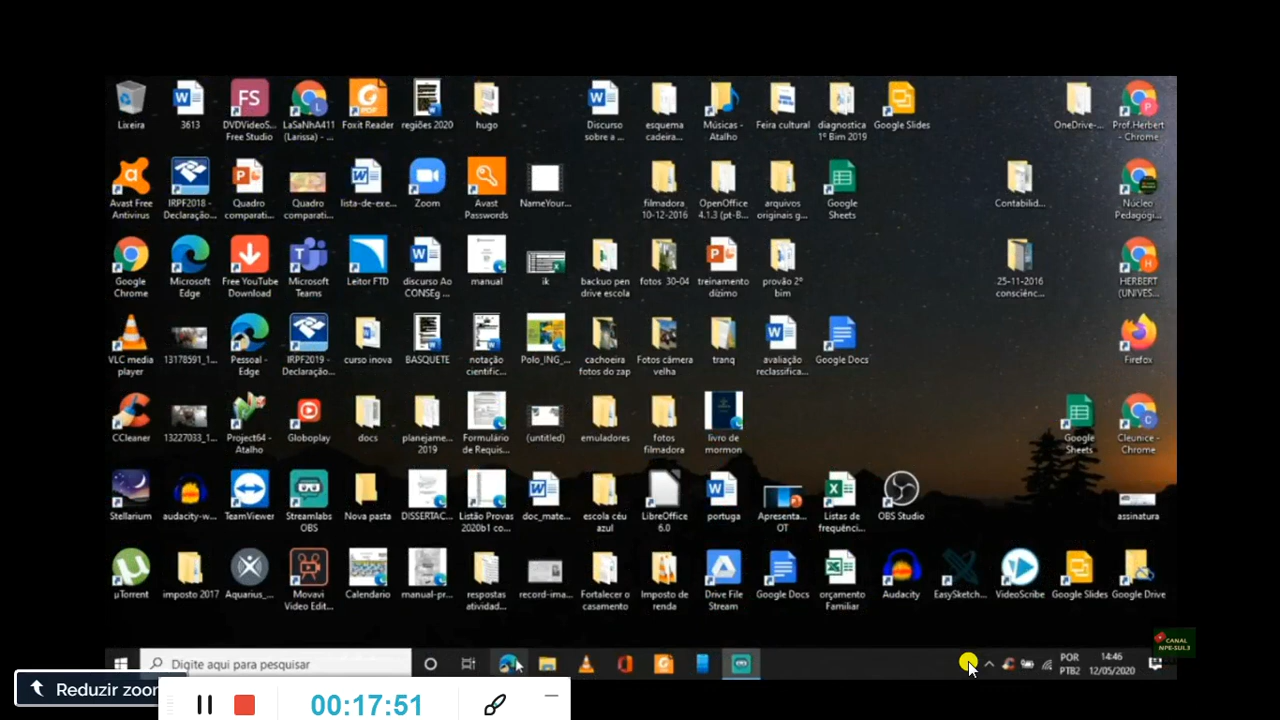 Lixeira
3613
FS
DVDVideoS...
Free Studio
LaSaNhA411
(Larissa) - ...
PDF
Foxit Reader
regiões 2020
hugo
Discurso
sobre a ...
esquema
cadeira...
Músicas -
Atalho
Feira cultural
diagnostica
1º Bim 2019
Google Slides
OneDrive-...
Prof.Herbert
- Chrome
Avast Free
Antivirus
IRPF2018 -
Declaração...
Quadro
comparati...
Quadro
comparati...
lista-de-exe...
Zoom
Avast
Passwords
NameYour...
filmadora
10-12-2016
OpenOffice
4.1.3 (pt-B...
arquivos
originais g...
Google
Sheets
Contabilid...
Núcleo
Pedagógi...
Google
Chrome
Microsoft
Edge
Free YouTube
Download
Microsoft
Teams
Leitor FTD
discurso Ao
CONSEg ...
manual
ik
backuo pen
drive escola
fotos 30-04
treinamento
dízimo
provão 2º
bim
25-11-2016
consciênc...
HERBERT
(UNIVES...
VLC media
player
13178591_1...
Pessoal -
Edge
IRPF2019 -
Declaração...
curso inova
BASQUETE
notação
cientific...
Polo_ING_...
cachoeira
fotos do zap
Fotos câmera
velha
tranq
avaliação
reclassifica...
Google Docs
Firefox
CCleaner
13227033_1...
Project64 -
Atalho
Globoplay
docs
planejame...
2019
Formulário
de Requis...
(untitled)
emuladores
fotos
filmadora
livro de
mormon
Google
Sheets
Cleunice -
Chrome
Stellarium
audacity-w...
TeamViewer
Streamlabs
OBS
Nova pasta
DISSERTAC...
Listão Provas
2020b1 co...
doc_mate...
escola céu
azul
LibreOffice
6.0
portuga
Apresenta...
OT
Listas de
frequênci...
OBS Studio
assinatura
µTorrent
imposto 2017
Aquarius_...
Movavi
Video Edit...
Calendario
manual-pr...
respostas
atividad...
record-ima...
Fortalecer o
casamento
Imposto de
renda
Drive File
Stream
Google Docs
orçamento
Familiar
Audacity
EasySketch...
VideoScribe
Google Slides
Google Drive
CANAL
NPE-SUL3
Digite aqui para pesquisar
POR
PTB2
14:46
12/05/2020
Reduzir zoom
00:17:51